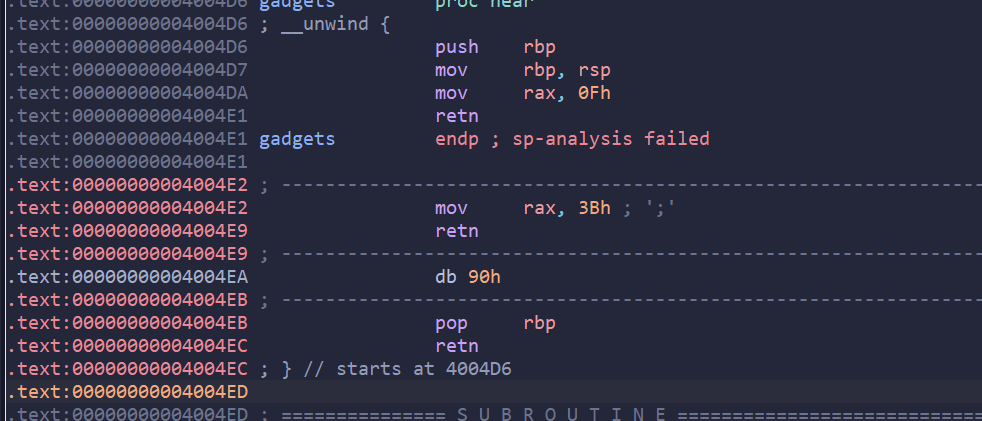 .text:00000000004004D6 gadgets proc near
.text:00000000004004D6 ; __unwind {
.text:00000000004004D6 push rbp
.text:00000000004004D7 mov rbp, rsp
.text:00000000004004DA mov rax, 0Fh
.text:00000000004004E1 retn
.text:00000000004004E1 gadgets endp ; sp-analysis failed
.text:00000000004004E1
.text:00000000004004E2 ; ---------------------------------------------------------------
.text:00000000004004E2 mov rax, 3Bh ; ';'
.text:00000000004004E9 retn
.text:00000000004004E9 ; ---------------------------------------------------------------
.text:00000000004004EA db 90h
.text:00000000004004EB ; ---------------------------------------------------------------
.text:00000000004004EB pop rbp
.text:00000000004004EC retn
.text:00000000004004EC ; } // starts at 4004D6
.text:00000000004004ED
.text:00000000004004ED ; =============== S U B R O U T I N E ===========================